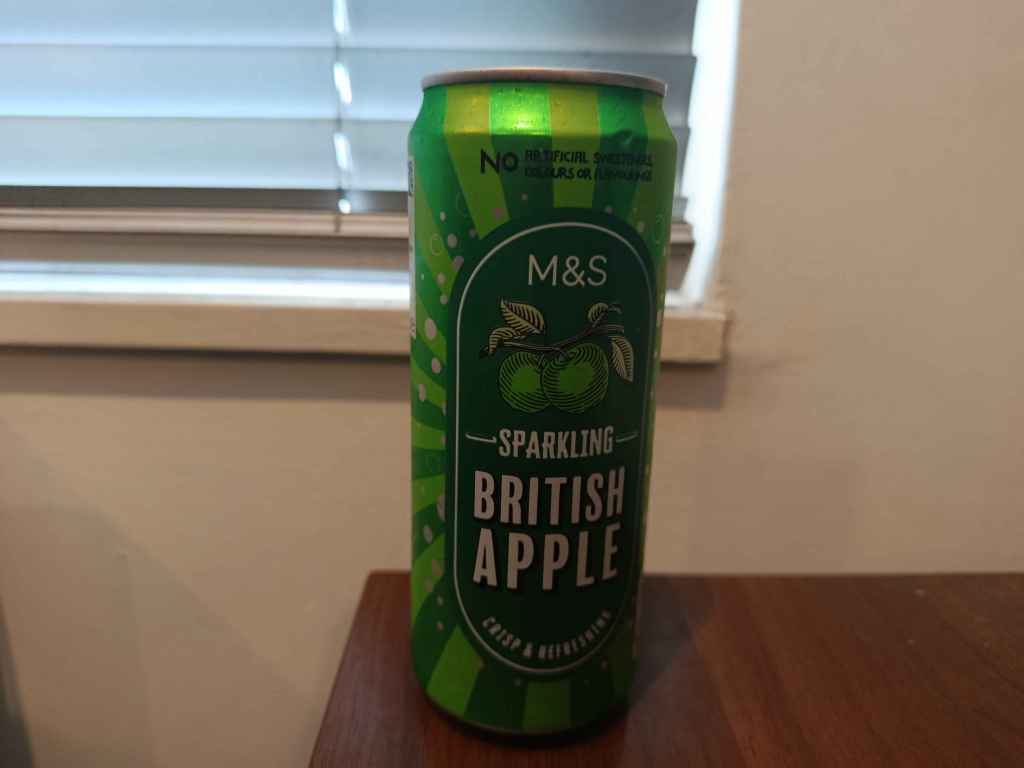 No ARTIFICIAL SWEETENERS,
COLOURS OR FLAVOURINGS
M&S
SPARKLING
BRITISH
APPLE
CRISP & REFRESHING